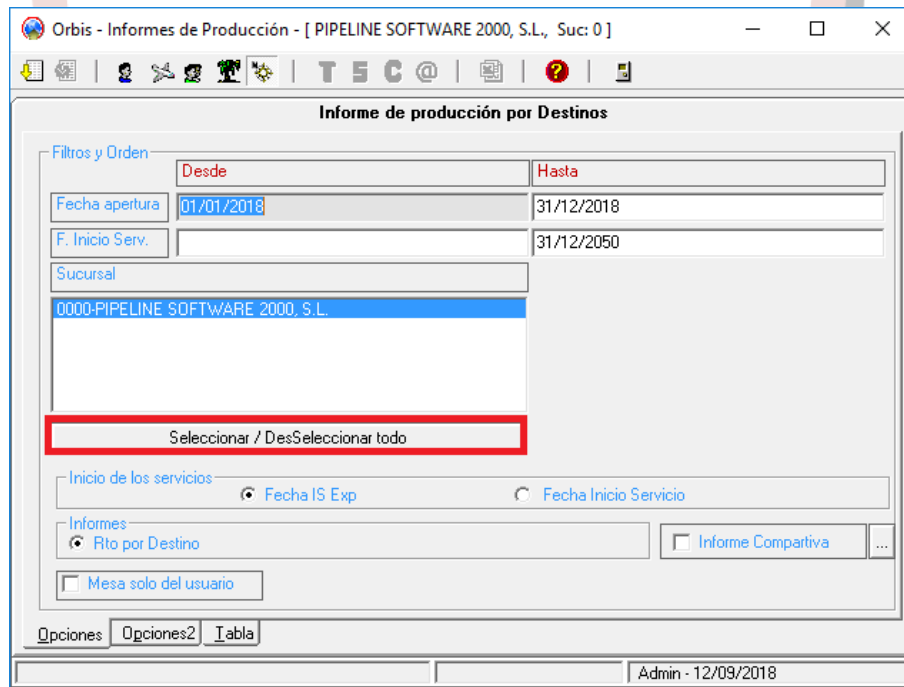 Orbis - Informes de Producción - [ PIPELINE SOFTWARE 2000, S.L., Suc: 0 ]
T S C @ ?
Informe de producción por Destinos
Filtros y Orden
Desde Hasta
Fecha apertura 01/01/2018 31/12/2018
F. Inicio Serv. 31/12/2050
Sucursal
0000-PIPELINE SOFTWARE 2000, S.L.
Seleccionar / DesSeleccionar todo
Inicio de los servicios
Fecha IS Exp Fecha Inicio Servicio
Informes
Rto por Destino Informe Compartiva ...
Mesa solo del usuario
Opciones Opciones2 Tabla
Admin - 12/09/2018